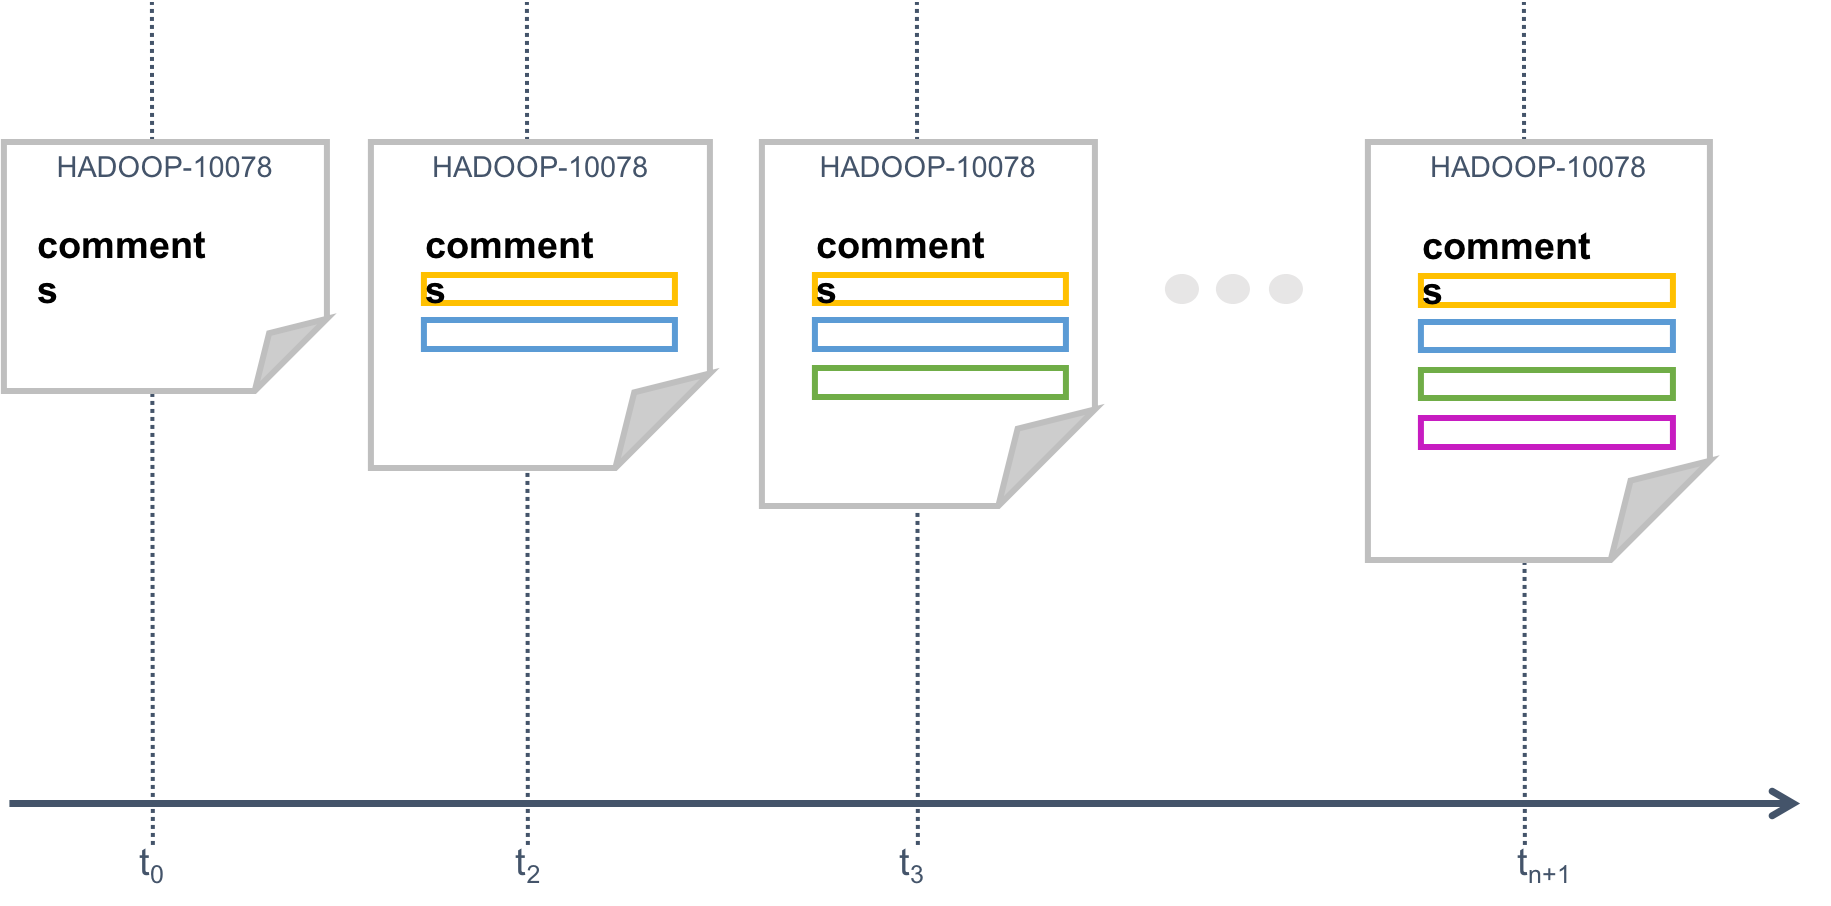 HADOOP-10078
comment
s
HADOOP-10078
comment
s
HADOOP-10078
comment
s
HADOOP-10078
comment
s
t0
t2
t3
tn+1